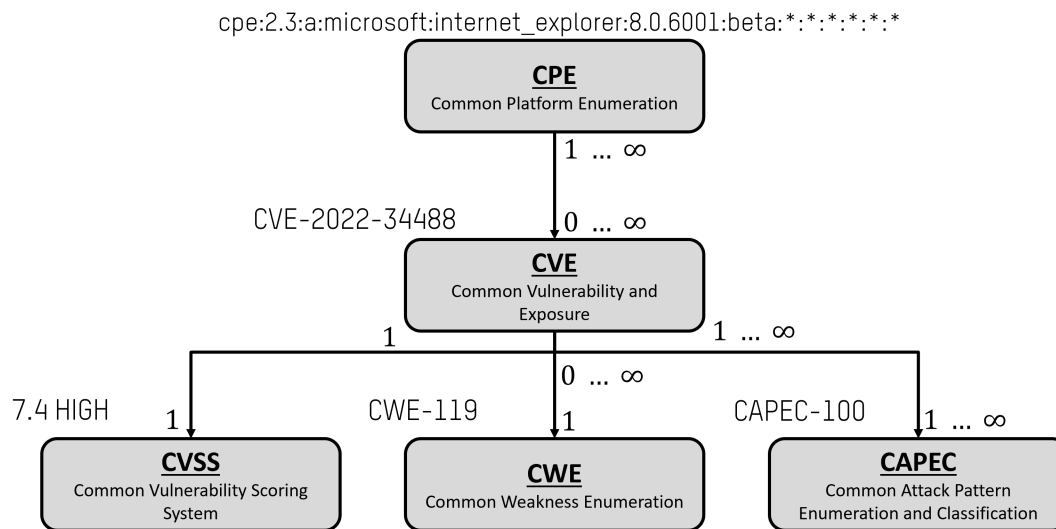 cpe:2.3:a:microsoft:internet_explorer:8.0.6001:beta:*:*:*:*:*:*
CPE
Common Platform Enumeration
1 ... ∞
CVE-2022-34488
0 ... ∞
CVE
Common Vulnerability and
Exposure
1
1 ... ∞
0 ... ∞
7.4 HIGH
1
CWE-119
1
CAPEC-100
1 ... ∞
CVSS
Common Vulnerability Scoring
System
CWE
Common Weakness Enumeration
CAPEC
Common Attack Pattern
Enumeration and Classification